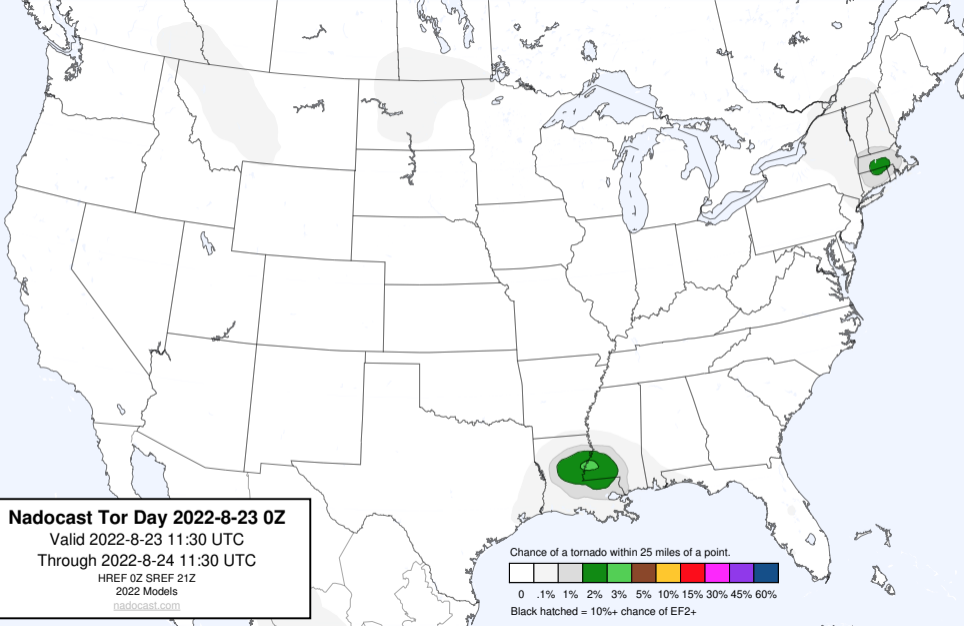 Nadocast Tor Day 2022-8-23 0Z
Valid 2022-8-23 11:30 UTC
Through 2022-8-24 11:30 UTC
HREF 0Z SREF 21Z
2022 Models
nadocast.com
Chance of a tornado within 25 miles of a point.
0 .1% 1% 2% 3% 5% 10% 15% 30% 45% 60%
Black hatched = 10%+ chance of EF2+